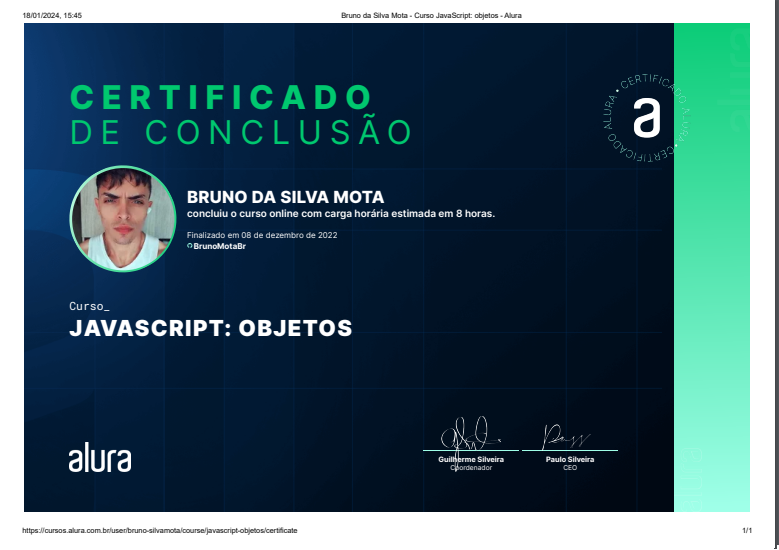 18/01/2024, 15:45
Bruno da Silva Mota - Curso JavaScript: objetos - Alura
CERTIFICADO
DE CONCLUSÃO
CERTIFICADO ALURA • CERTIFICADO ALURA •
a
alura
BRUNO DA SILVA MOTA
concluiu o curso online com carga horária estimada em 8 horas.
Finalizado em 08 de dezembro de 2022
BrunoMotaBr
Curso_
JAVASCRIPT: OBJETOS
alura
Guilherme Silveira
Coordenador
Paulo Silveira
CEO
https://cursos.alura.com.br/user/bruno-silvamota/course/javascript-objetos/certificate
1/1